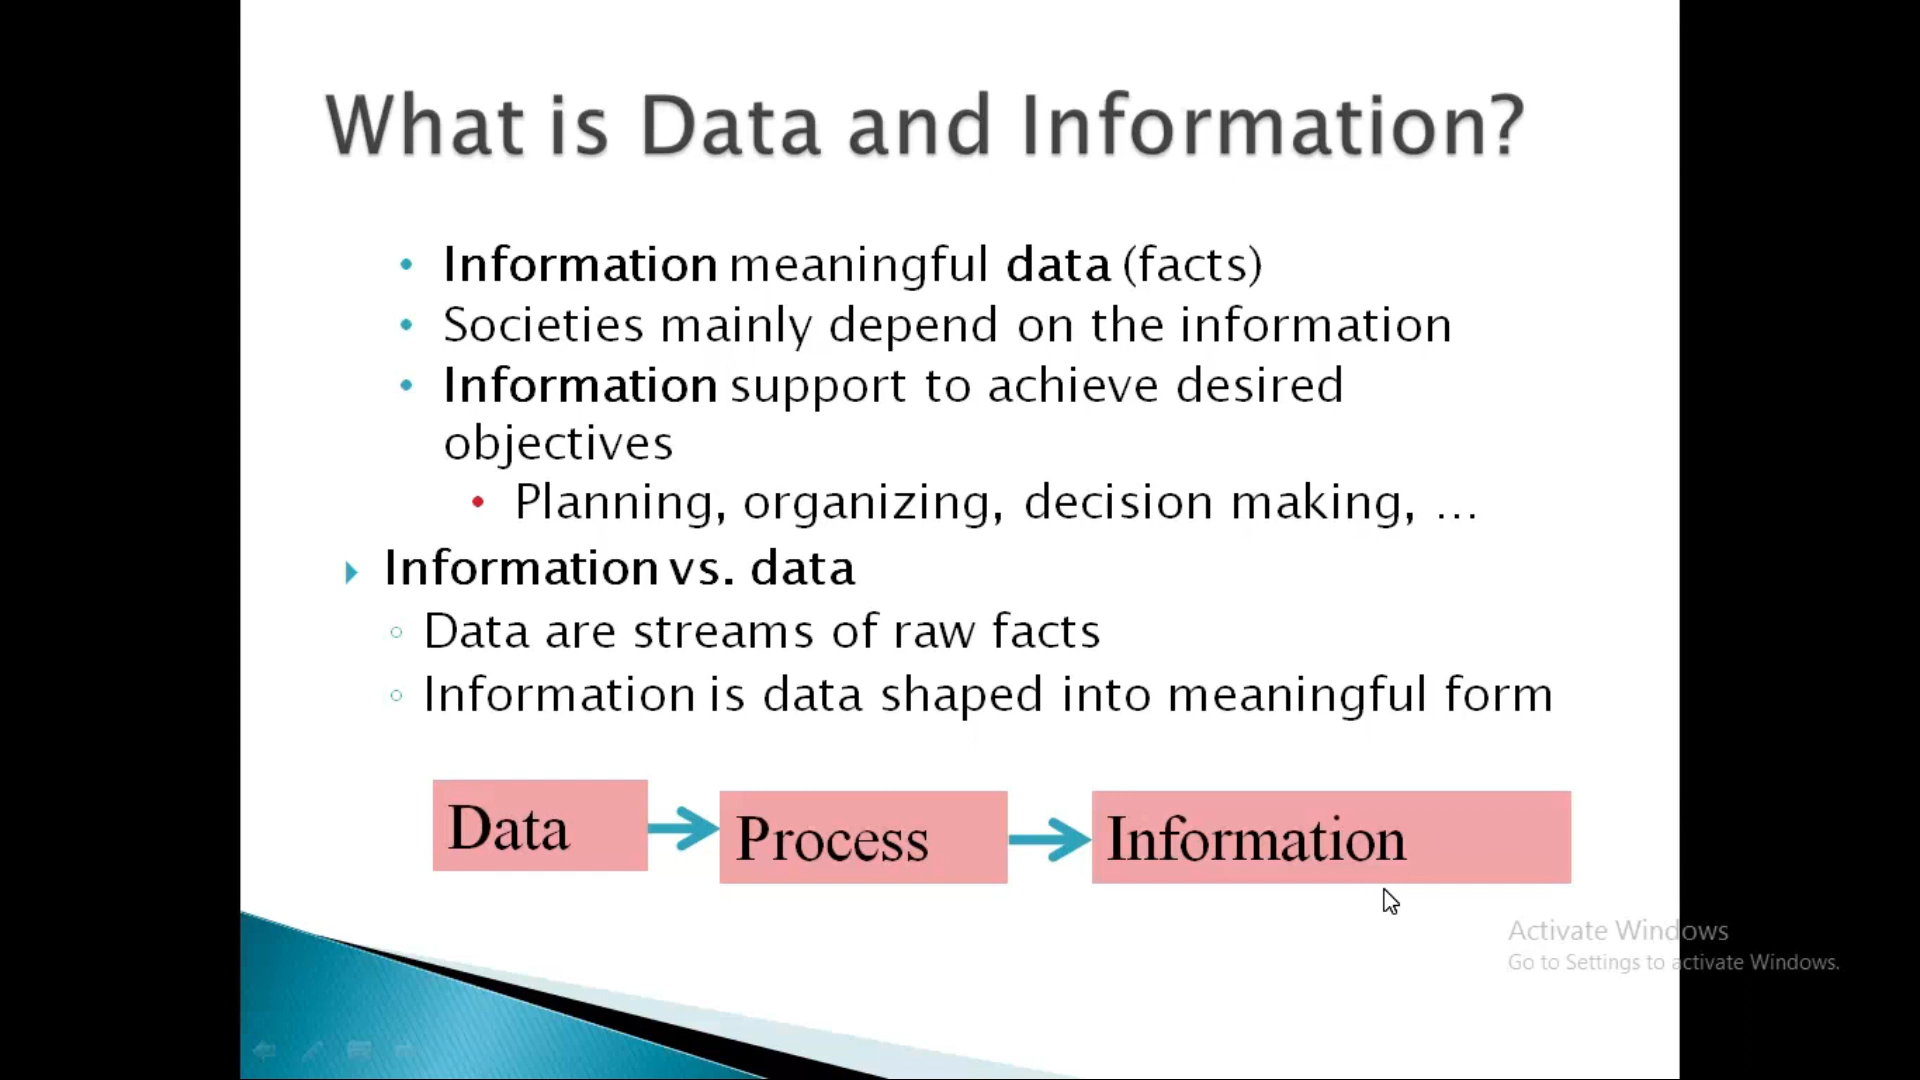 What is Data and Information?
• Information meaningful data (facts)
• Societies mainly depend on the information
• Information support to achieve desired
objectives
• Planning, organizing, decision making, ...
Information vs. data
◦ Data are streams of raw facts
◦ Information is data shaped into meaningful form
Data
Process
Information
Activate Windows
Go to Settings to activate Windows.